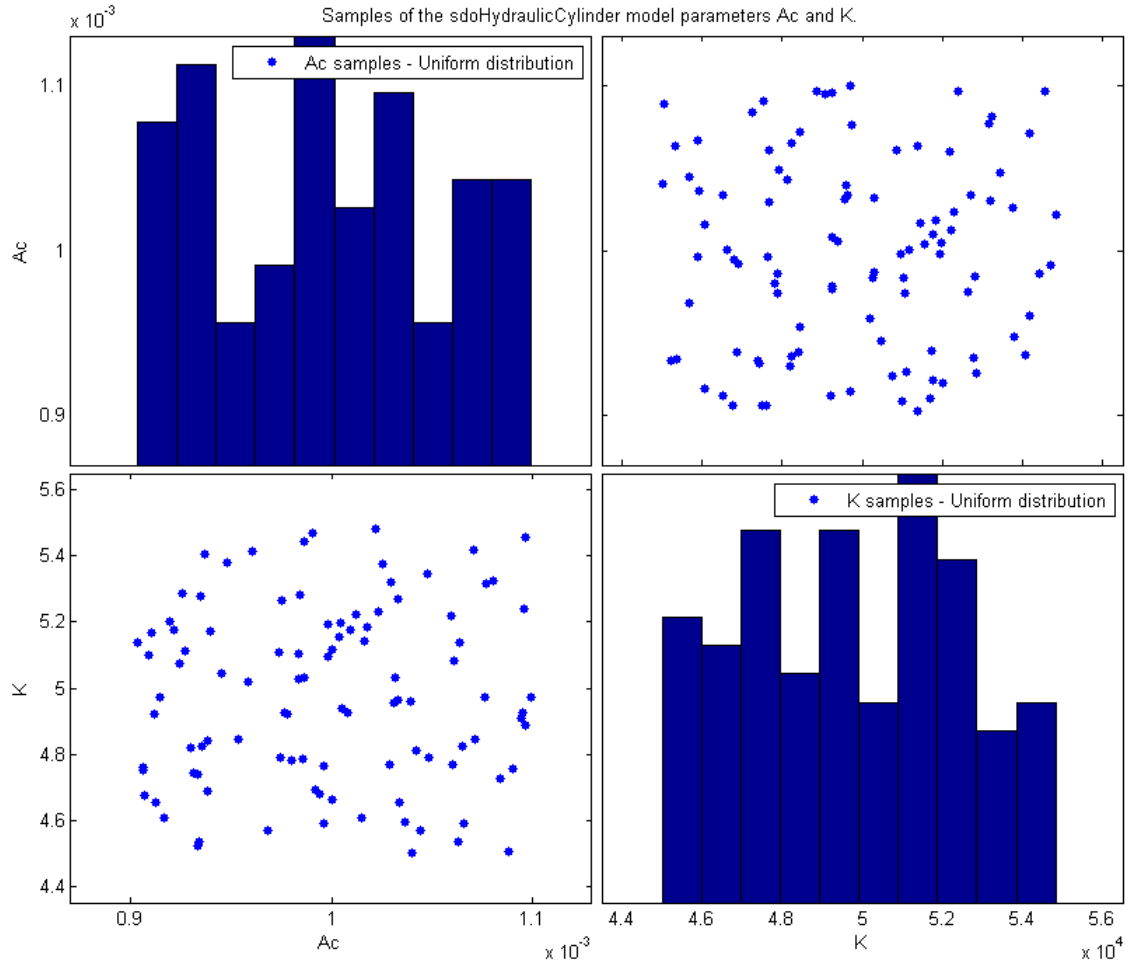 Samples of the sdoHydraulicCylinder model parameters Ac and K.
x 10⁻³
Ac samples - Uniform distribution
1.1
1
0.9
Ac
K samples - Uniform distribution
5.6
5.4
5.2
5
4.8
4.6
4.4
K
0.9 1 1.1
Ac
x 10⁻³
4.4 4.6 4.8 5 5.2 5.4 5.6
K
x 10⁴